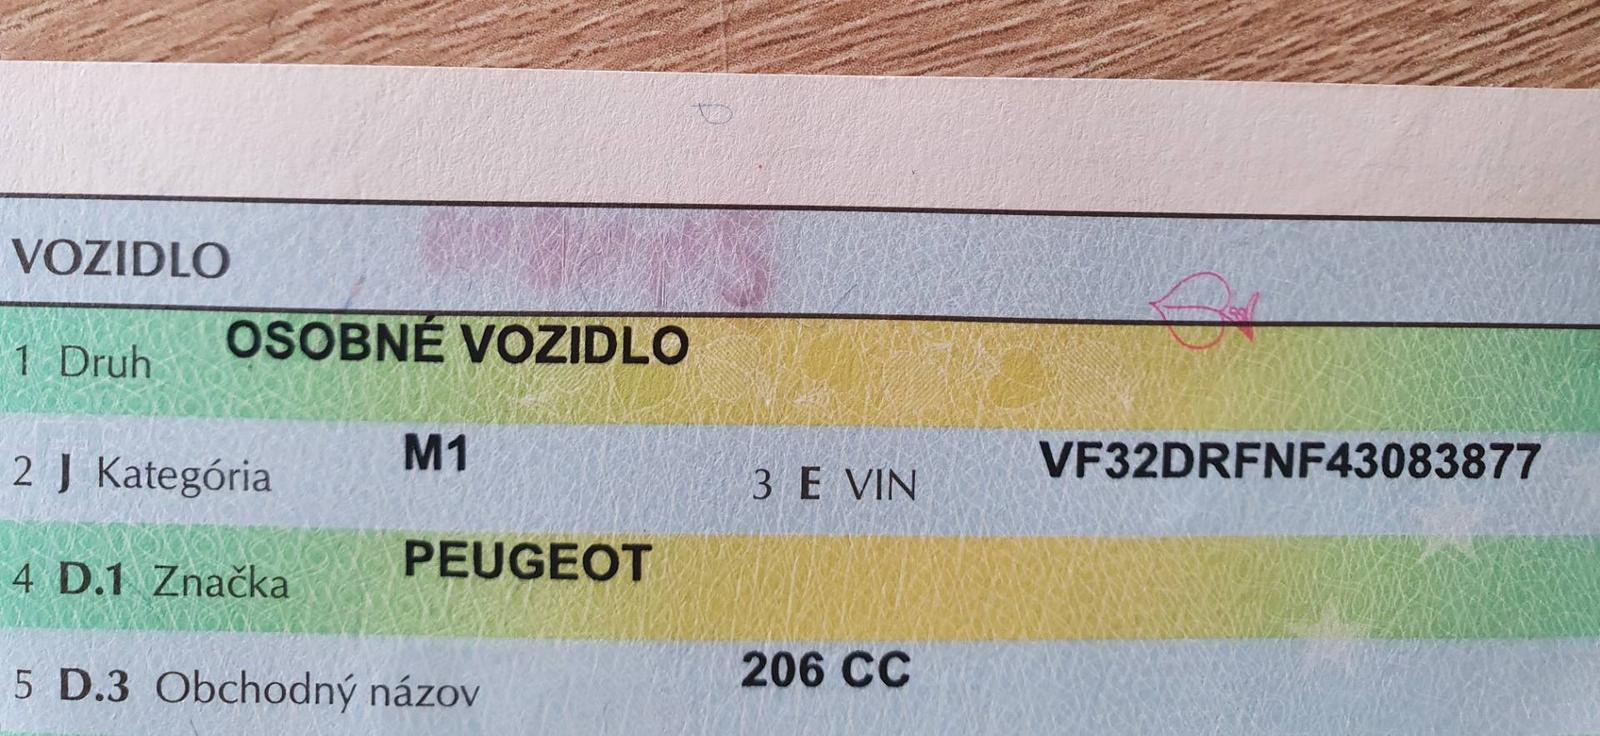 VOZIDLO
1 Druh OSOBNÉ VOZIDLO
2 J Kategória M1 3 E VIN VF32DRFNF43083877
4 D.1 Značka PEUGEOT
5 D.3 Obchodný názov 206 CC